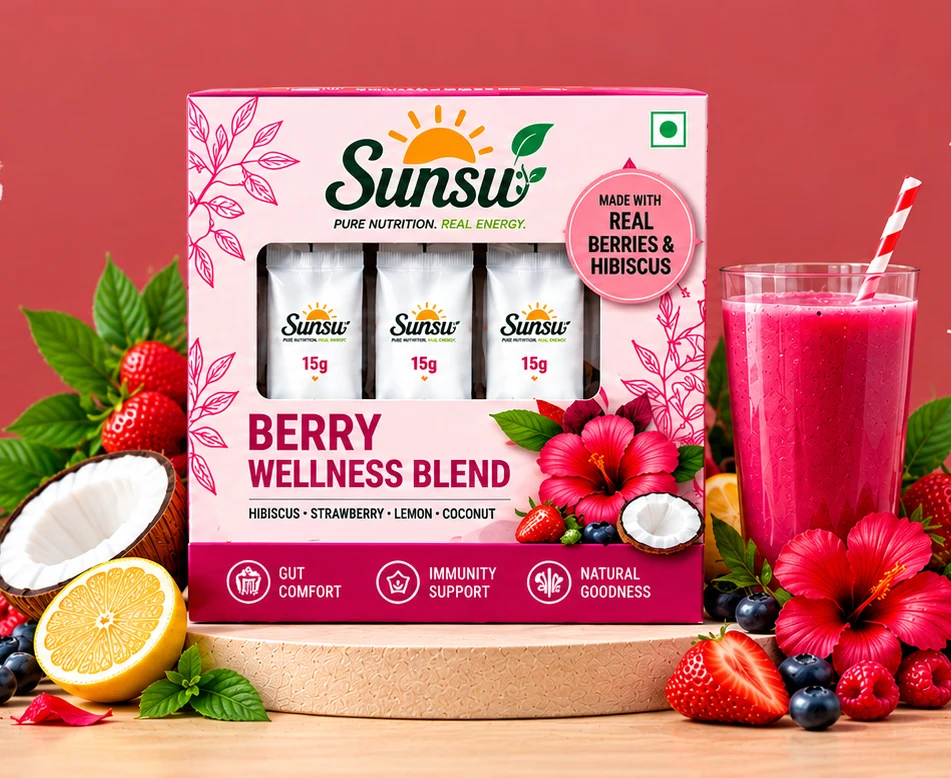 Sunsu
PURE NUTRITION. REAL ENERGY.
MADE WITH
REAL
BERRIES &
HIBISCUS
Sunsu
PURE NUTRITION. REAL ENERGY.
15g
Sunsu
PURE NUTRITION. REAL ENERGY.
15g
Sunsu
PURE NUTRITION. REAL ENERGY.
15g
BERRY
WELLNESS BLEND
HIBISCUS • STRAWBERRY • LEMON • COCONUT
GUT
COMFORT
IMMUNITY
SUPPORT
NATURAL
GOODNESS